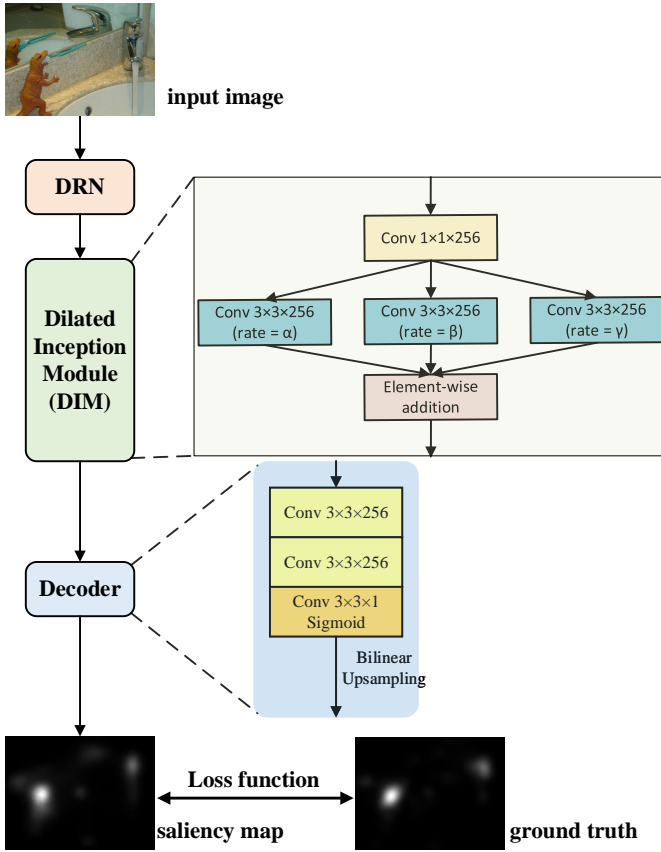 input image
DRN
Dilated
Inception
Module
(DIM)
Conv 1×1×256
Conv 3×3×256
(rate = α)
Conv 3×3×256
(rate = β)
Conv 3×3×256
(rate = γ)
Element-wise
addition
Decoder
Conv 3×3×256
Conv 3×3×256
Conv 3×3×1
Sigmoid
Bilinear
Upsampling
Loss function
saliency map
ground truth